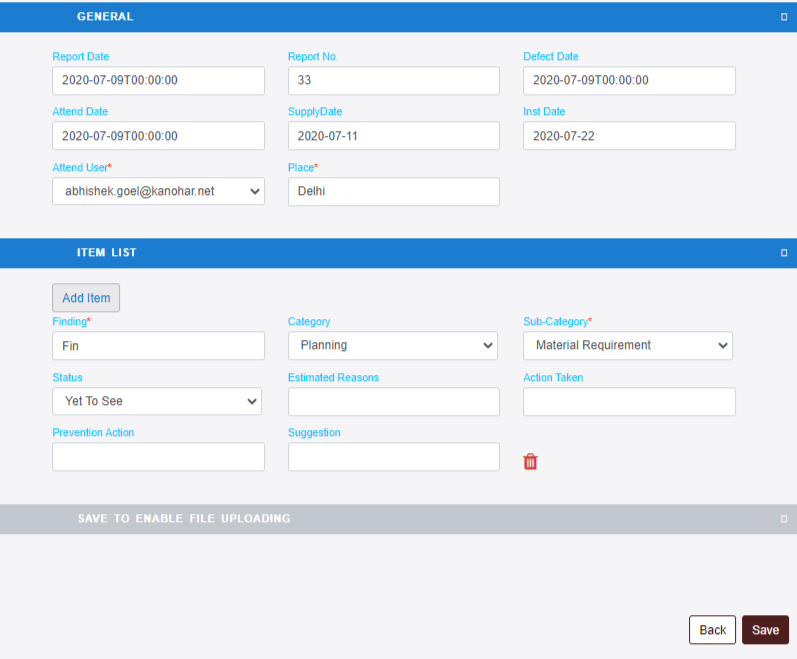 GENERAL
Report Date Report No. Defect Date
2020-07-09T00:00:00 33 2020-07-09T00:00:00
Attend Date SupplyDate Inst Date
2020-07-09T00:00:00 2020-07-11 2020-07-22
Attend User* Place*
abhishek.goel@kanohar.net Delhi
ITEM LIST
Add Item
Finding* Category Sub-Category*
Fin Planning Material Requirement
Status Estimated Reasons Action Taken
Yet To See
Prevention Action Suggestion
SAVE TO ENABLE FILE UPLOADING
Back Save